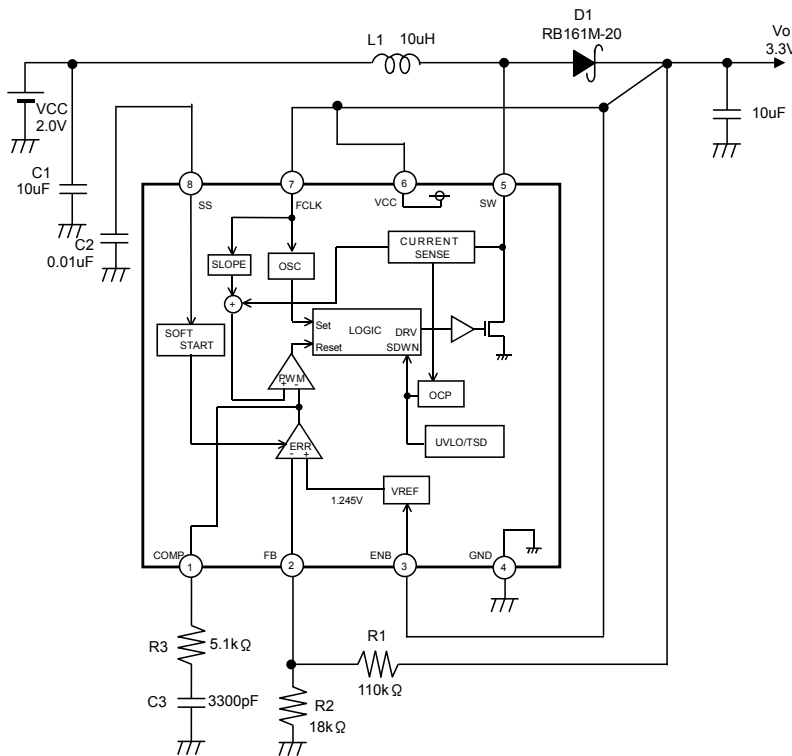 D1
RB161M-20
L1 10uH
Vo
3.3V
VCC
2.0V
10uF
C1
10uF
C2
0.01uF
8
7
6
5
SS
FCLK
VCC
SW
SLOPE
OSC
CURRENT
SENSE
+
SOFT
START
Set
LOGIC
DRV
Reset
SDWN
PWM
+ -
OCP
ERR
- +
UVLO/TSD
VREF
1.245V
COMP
FB
ENB
GND
1
2
3
4
R3
5.1kΩ
R1
110kΩ
C3
3300pF
R2
18kΩ